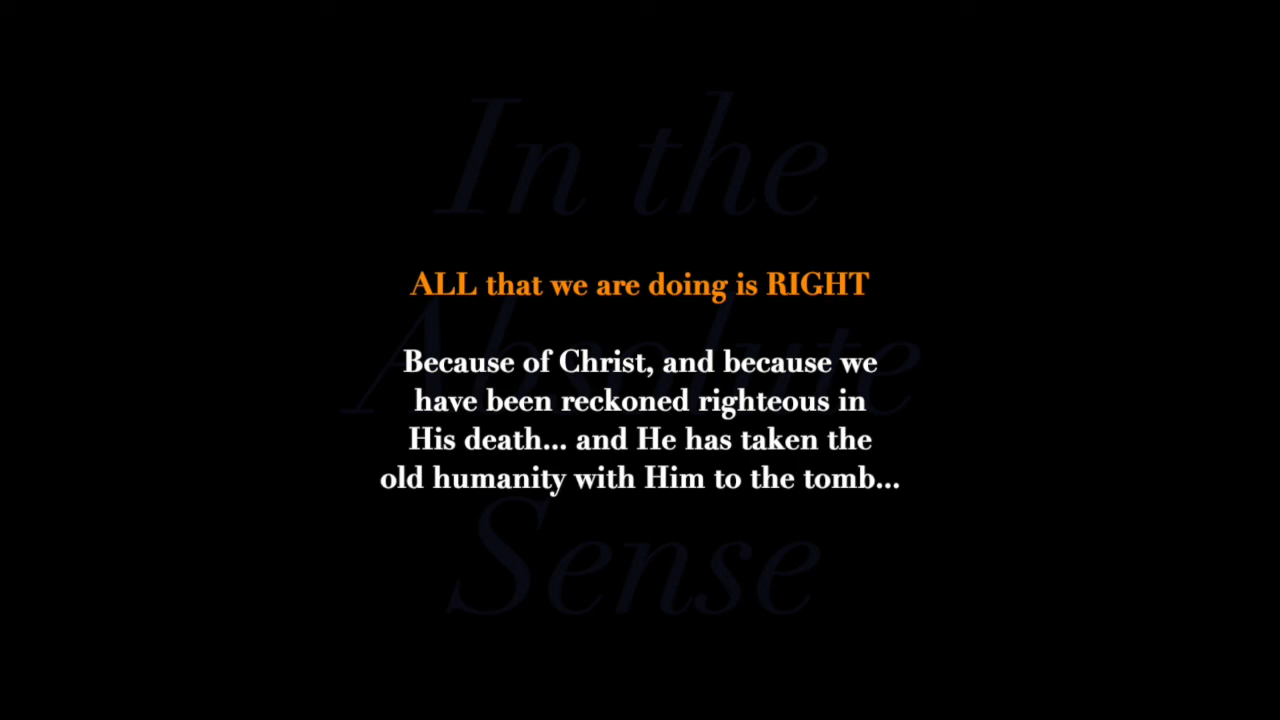 In the
ALL that we are doing is RIGHT
Absolute
Because of Christ, and because we
have been reckoned righteous in
His death... and He has taken the
old humanity with Him to the tomb...
Sense